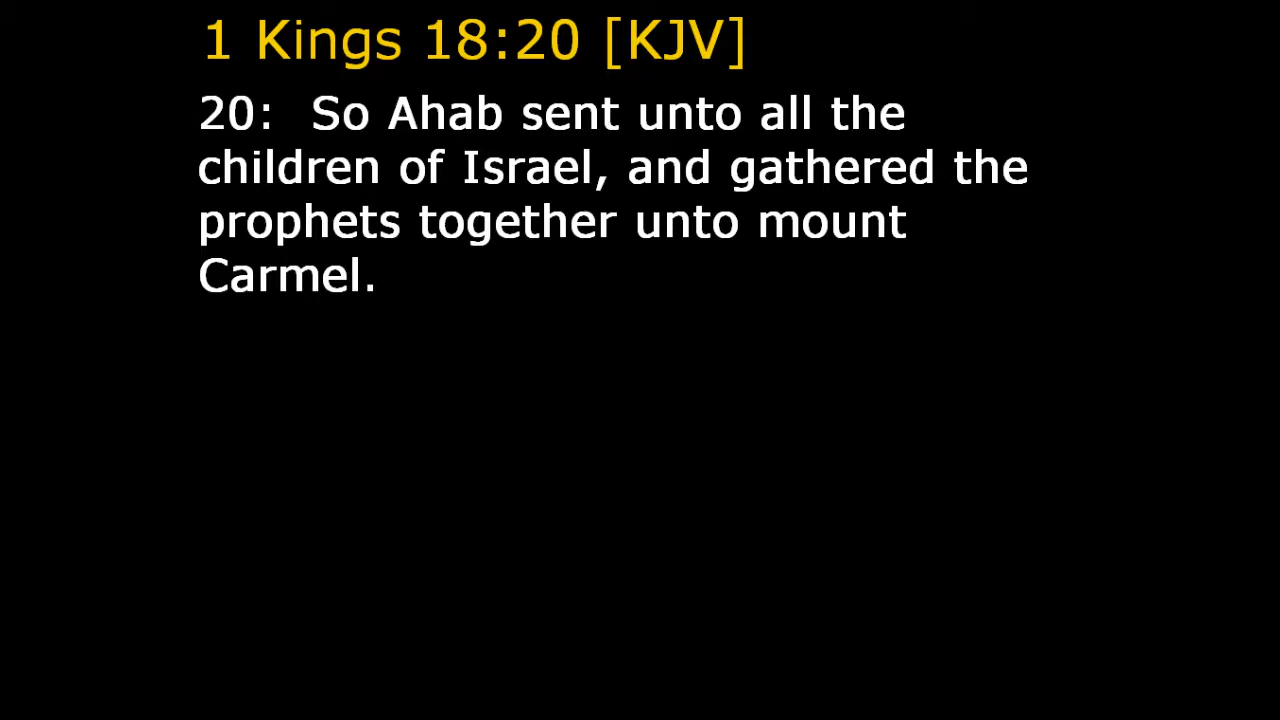 1 Kings 18:20 [KJV]
20:  So Ahab sent unto all the
children of Israel, and gathered the
prophets together unto mount
Carmel.